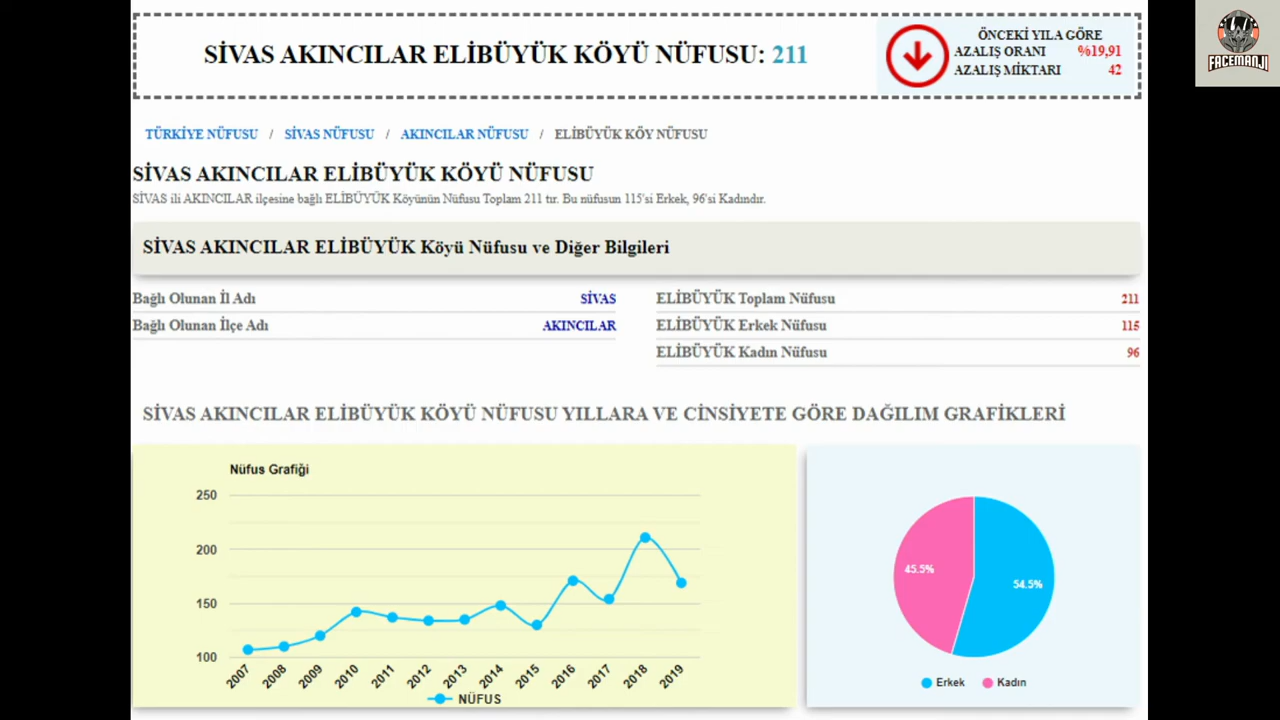 SİVAS AKINCILAR ELİBÜYÜK KÖYÜ NÜFUSU: 211
ÖNCEKİ YILA GÖRE
AZALIŞ ORANI %19,91
AZALIŞ MİKTARI 42
FACEMANJI
TÜRKİYE NÜFUSU / SİVAS NÜFUSU / AKINCILAR NÜFUSU / ELİBÜYÜK KÖY NÜFUSU
SİVAS AKINCILAR ELİBÜYÜK KÖYÜ NÜFUSU
SİVAS ili AKINCILAR ilçesine bağlı ELİBÜYÜK Köyünün Nüfusu Toplam 211 tır. Bu nüfusun 115'si Erkek, 96'si Kadındır.
SİVAS AKINCILAR ELİBÜYÜK Köyü Nüfusu ve Diğer Bilgileri
Bağlı Olunan İl Adı SİVAS
Bağlı Olunan İlçe Adı AKINCILAR
ELİBÜYÜK Toplam Nüfusu 211
ELİBÜYÜK Erkek Nüfusu 115
ELİBÜYÜK Kadın Nüfusu 96
SİVAS AKINCILAR ELİBÜYÜK KÖYÜ NÜFUSU YILLARA VE CİNSİYETE GÖRE DAĞILIM GRAFİKLERİ
Nüfus Grafiği
250
200
150
100
2007 2008 2009 2010 2011 2012 2013 2014 2015 2016 2017 2018 2019
NÜFUS
45.5%
54.5%
Erkek Kadın